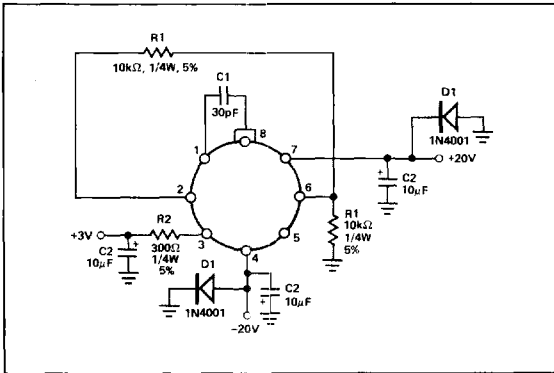 R1
10kΩ, 1/4W, 5%
C1
30pF
8
1
7
2
6
3
5
4
D1
1N4001
+20V
+
C2
10μF
R1
10kΩ
1/4W
5%
+3V
R2
300Ω
1/4W
5%
+
C2
10μF
D1
1N4001
C2
10μF
+
-20V